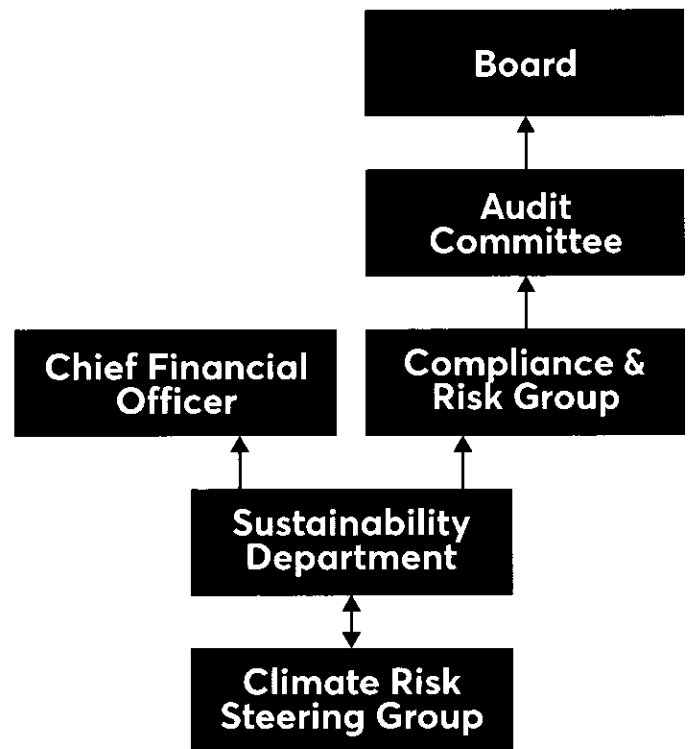 Board
Audit
Committee
Chief Financial
Officer
Compliance &
Risk Group
Sustainability
Department
Climate Risk
Steering Group